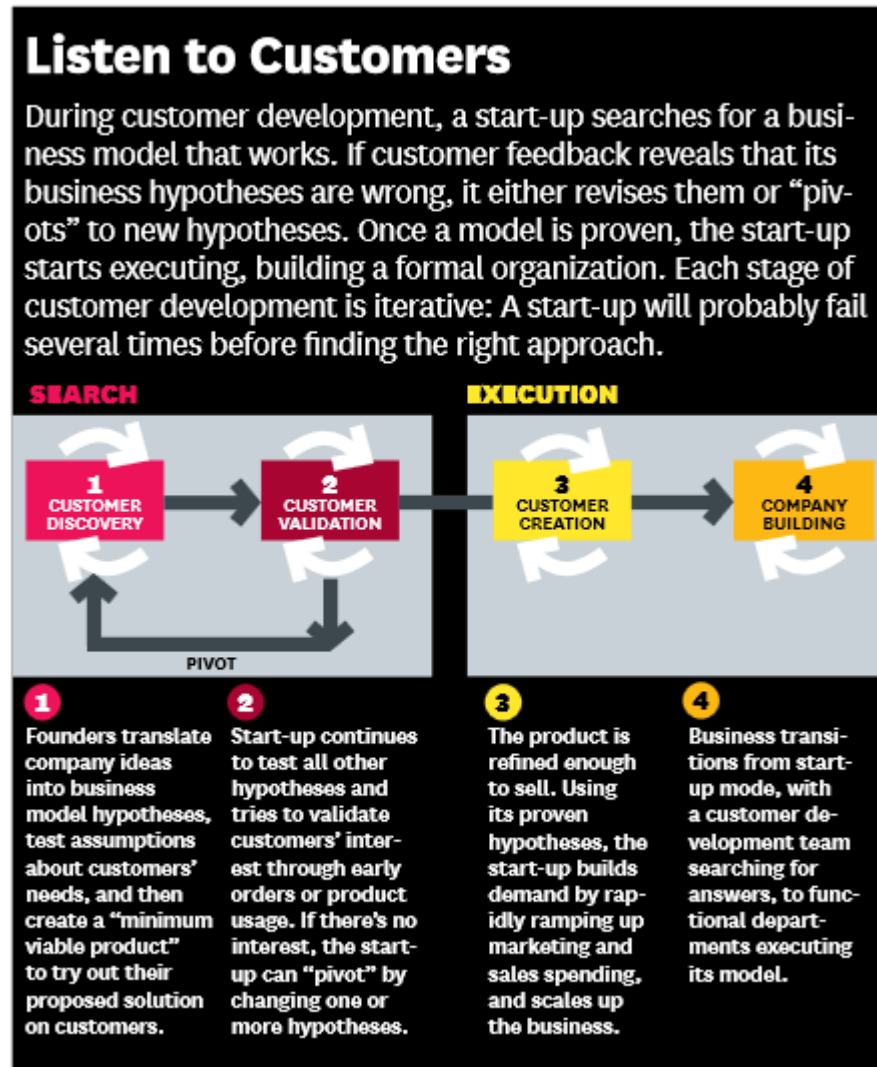 Listen to Customers
During customer development, a start-up searches for a busi-
ness model that works. If customer feedback reveals that its
business hypotheses are wrong, it either revises them or “piv-
ots” to new hypotheses. Once a model is proven, the start-up
starts executing, building a formal organization. Each stage of
customer development is iterative: A start-up will probably fail
several times before finding the right approach.
SEARCH
EXECUTION
1
CUSTOMER
DISCOVERY
2
CUSTOMER
VALIDATION
3
CUSTOMER
CREATION
4
COMPANY
BUILDING
PIVOT
1
Founders translate
company ideas
into business
model hypotheses,
test assumptions
about customers’
needs, and then
create a “minimum
viable product”
to try out their
proposed solution
on customers.
2
Start-up continues
to test all other
hypotheses and
tries to validate
customers’ inter-
est through early
orders or product
usage. If there’s no
interest, the start-
up can “pivot” by
changing one or
more hypotheses.
3
The product is
refined enough
to sell. Using
its proven
hypotheses, the
start-up builds
demand by rap-
idly ramping up
marketing and
sales spending,
and scales up
the business.
4
Business transi-
tions from start-
up mode, with
a customer de-
velopment team
searching for
answers, to func-
tional depart-
ments executing
its model.